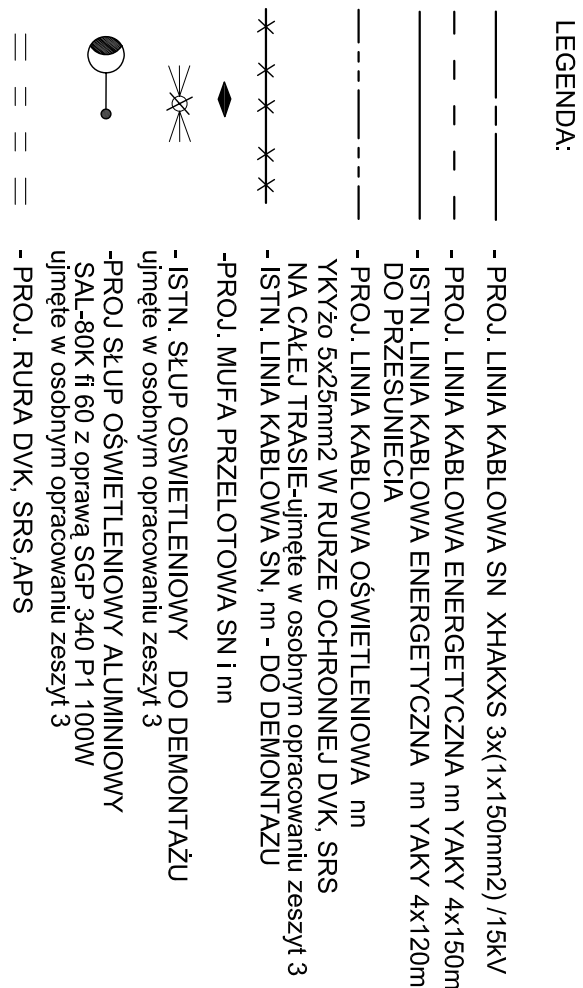 LEGENDA:
- PROJ. LINIA KABLOWA SN XHAKXS 3x(1x150mm2) /15kV
- PROJ. LINIA KABLOWA ENERGETYCZNA nn YAKY 4x150m
- ISTN. LINIA KABLOWA ENERGETYCZNA nn YAKY 4x120m
DO PRZESUNIECIA
- PROJ. LINIA KABLOWA OŚWIETLENIOWA nn
YKYżo 5x25mm2 W RURZE OCHRONNEJ DVK, SRS
NA CAŁEJ TRASIE-ujmęte w osobnym opracowaniu zeszyt 3
- ISTN. LINIA KABLOWA SN, nn - DO DEMONTAZU
-PROJ. MUFA PRZELOTOWA SN i nn
- ISTN. SŁUP OSWIETLENIOWY DO DEMONTAŻU
ujmęte w osobnym opracowaniu zeszyt 3
-PROJ SŁUP OŚWIETLENIOWY ALUMINIOWY
SAL-80K fi 60 z oprawą SGP 340 P1 100W
ujmęte w osobnym opracowaniu zeszyt 3
- PROJ. RURA DVK, SRS,APS